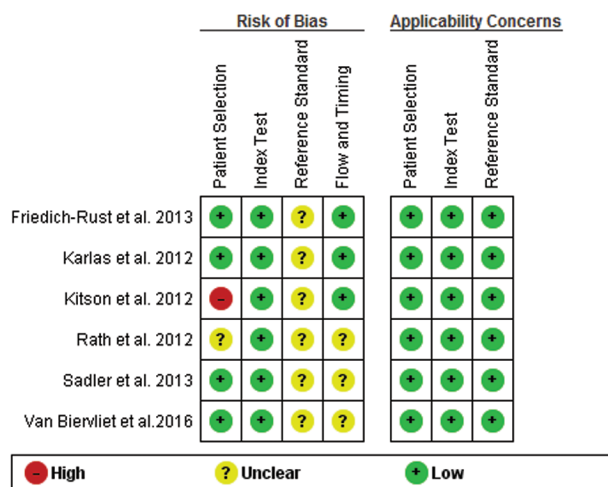 Risk of Bias
Applicability Concerns
Patient Selection
Index Test
Reference Standard
Flow and Timing
Patient Selection
Index Test
Reference Standard
Friedich-Rust et al. 2013 + + ? + + + +
Karlas et al. 2012 + + ? + + + +
Kitson et al. 2012 - + ? + + + +
Rath et al. 2012 ? + ? ? + + +
Sadler et al. 2013 + + ? ? + + +
Van Biervliet et al.2016 + + ? ? + + +
- High ? Unclear + Low